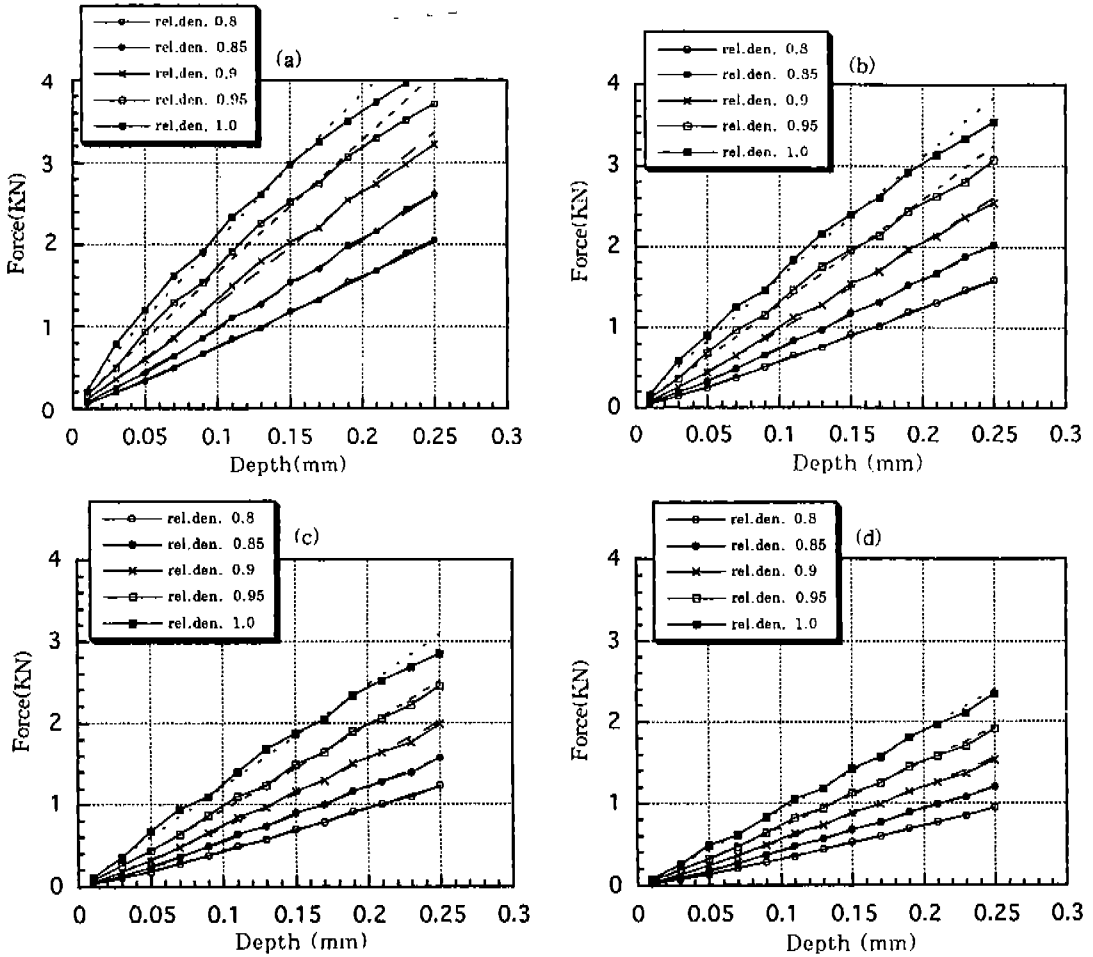 rel.den. 0.8
rel.den. 0.85
rel.den. 0.9
rel.den. 0.95
rel.den. 1.0
(a)
4
3
2
1
0
Force(KN)
0 0.05 0.1 0.15 0.2 0.25 0.3
Depth(mm)
rel.den. 0.8
rel.den. 0.85
rel.den. 0.9
rel.den. 0.95
rel.den. 1.0
(b)
4
3
2
1
0
Force(KN)
0 0.05 0.1 0.15 0.2 0.25 0.3
Depth (mm)
rel.den. 0.8
rel.den. 0.85
rel.den. 0.9
rel.den. 0.95
rel.den. 1.0
(c)
4
3
2
1
0
Force(KN)
0 0.05 0.1 0.15 0.2 0.25 0.3
Depth (mm)
rel.den. 0.8
rel.den. 0.85
rel.den. 0.9
rel.den. 0.95
rel.den. 1.0
(d)
4
3
2
1
0
Force(KN)
0 0.05 0.1 0.15 0.2 0.25 0.3
Depth (mm)